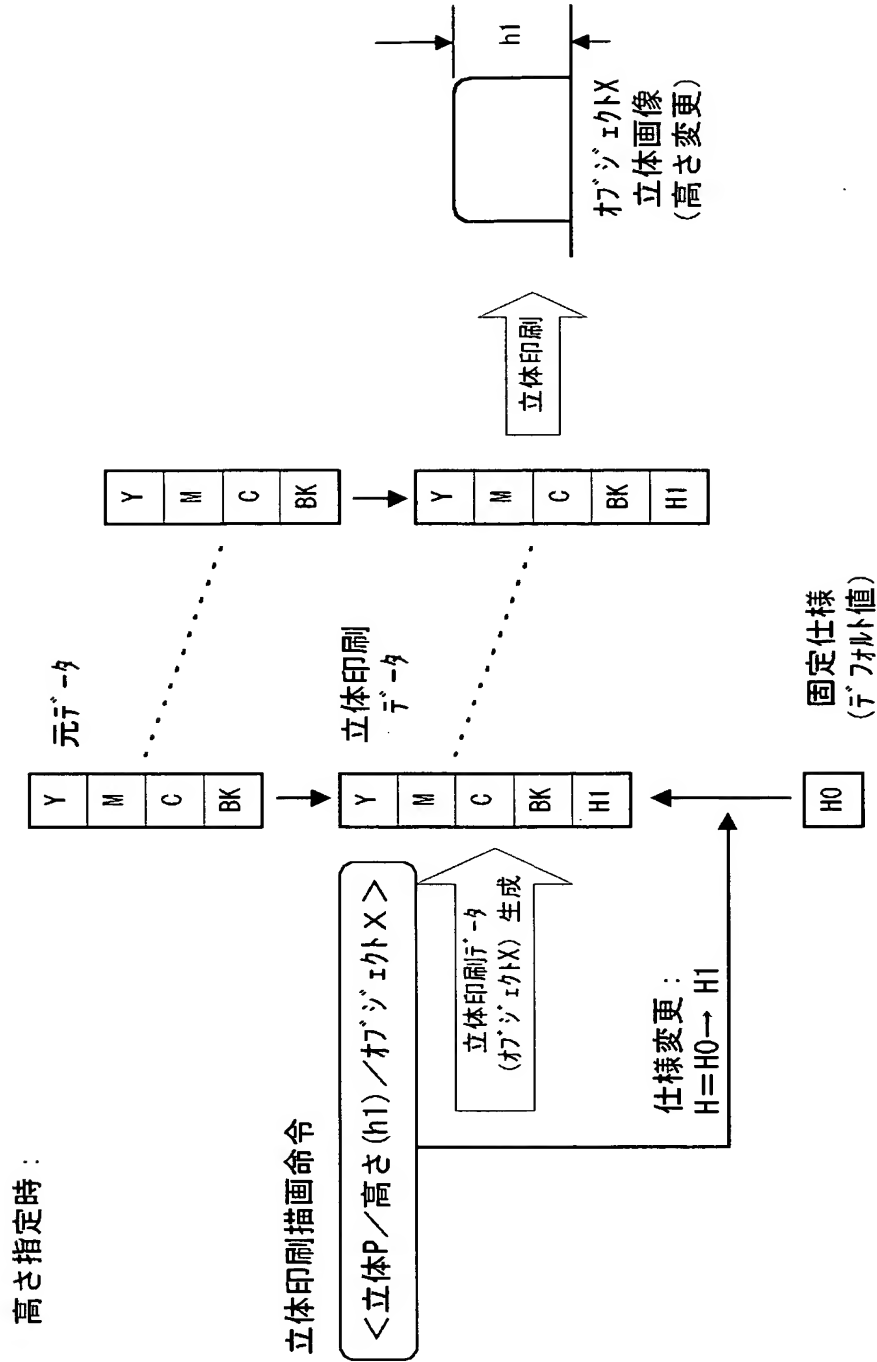 高さ指定時：
立体印刷描画命令
＜立体P／高さ(h1)／ｵﾌﾞｼﾞｪｸﾄX＞
立体印刷ﾃﾞｰﾀ
(ｵﾌﾞｼﾞｪｸﾄX) 生成
仕様変更：
H=H0→ H1
元ﾃﾞｰﾀ
Y
M
C
BK
立体印刷
ﾃﾞｰﾀ
Y
M
C
BK
H1
固定仕様
(ﾃﾞﾌｫﾙﾄ値)
H0
Y
M
C
BK
Y
M
C
BK
H1
立体印刷
h1
ｵﾌﾞｼﾞｪｸﾄX
立体画像
(高さ変更)